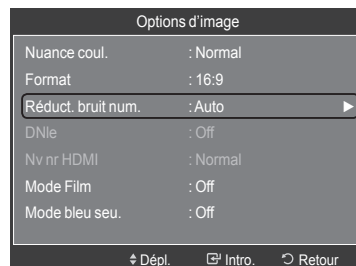 Options d'image
Nuance coul. : Normal
Format : 16:9
Réduct. bruit num. : Auto
DNIe : Off
Nv nr HDMI : Normal
Mode Film : Off
Mode bleu seu. : Off
Dépl. Intro. Retour